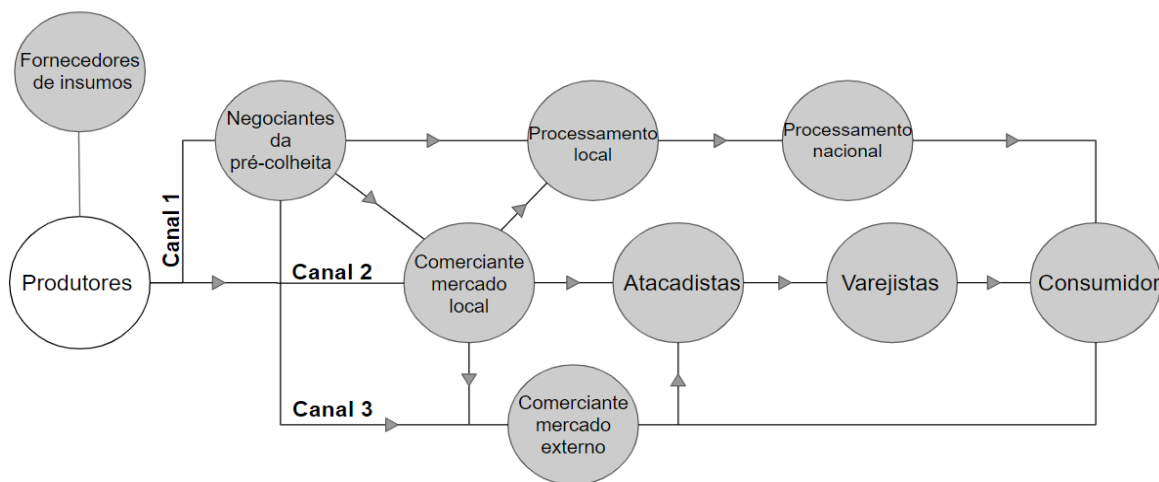 Fornecedores
de insumos
Negociantes
da
pré-colheita
Processamento
local
Processamento
nacional
Canal 1
Produtores
Canal 2
Comerciante
mercado
local
Atacadistas
Varejistas
Consumidor
Canal 3
Comerciante
mercado
externo